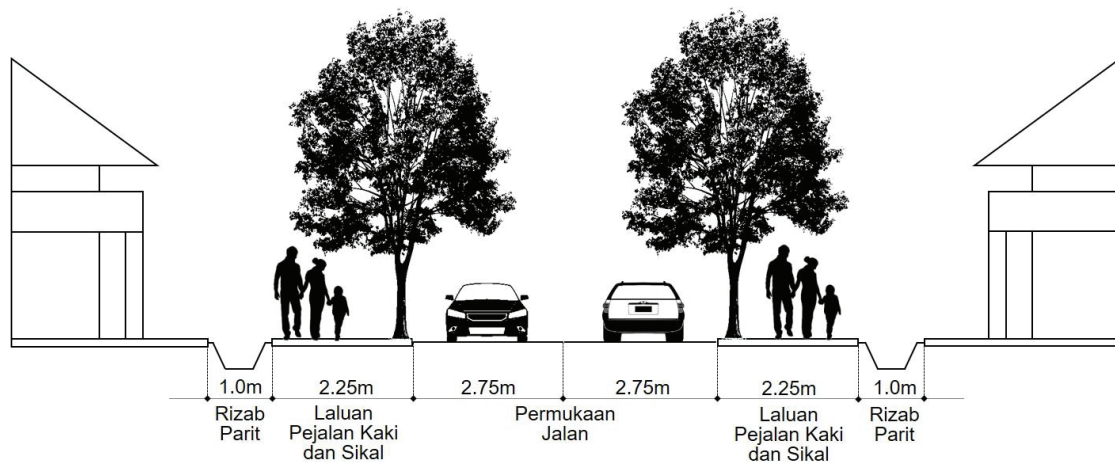 1.0m 2.25m 2.75m 2.75m 2.25m 1.0m
Rizab
Parit
Laluan
Pejalan Kaki
dan Sikal
Permukaan
Jalan
Laluan
Pejalan Kaki
dan Sikal
Rizab
Parit